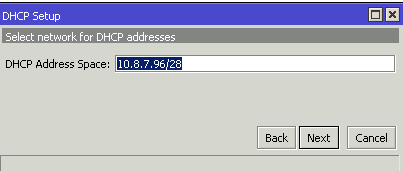 DHCP Setup
Select network for DHCP addresses
DHCP Address Space: 10.8.7.96/28
Back Next Cancel